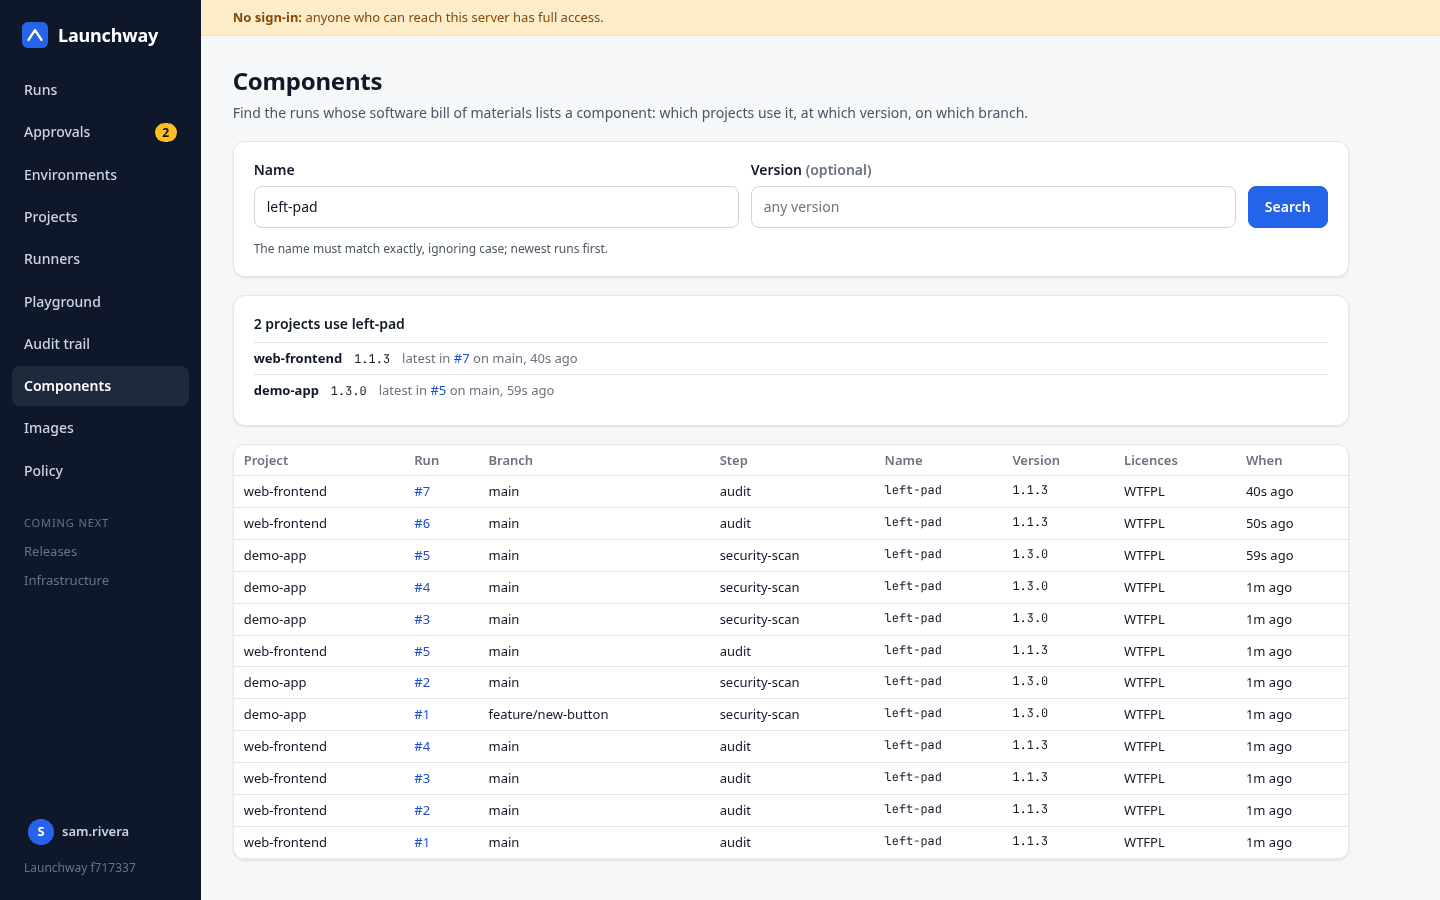 Launchway
Runs
Approvals 2
Environments
Projects
Runners
Playground
Audit trail
Components
Images
Policy
COMING NEXT
Releases
Infrastructure
S sam.rivera
Launchway f717337
No sign-in: anyone who can reach this server has full access.
Components
Find the runs whose software bill of materials lists a component: which projects use it, at which version, on which branch.
Name Version (optional)
left-pad any version Search
The name must match exactly, ignoring case; newest runs first.
2 projects use left-pad
web-frontend 1.1.3 latest in #7 on main, 40s ago
demo-app 1.3.0 latest in #5 on main, 59s ago
Project Run Branch Step Name Version Licences When
web-frontend #7 main audit left-pad 1.1.3 WTFPL 40s ago
web-frontend #6 main audit left-pad 1.1.3 WTFPL 50s ago
demo-app #5 main security-scan left-pad 1.3.0 WTFPL 59s ago
demo-app #4 main security-scan left-pad 1.3.0 WTFPL 1m ago
demo-app #3 main security-scan left-pad 1.3.0 WTFPL 1m ago
web-frontend #5 main audit left-pad 1.1.3 WTFPL 1m ago
demo-app #2 main security-scan left-pad 1.3.0 WTFPL 1m ago
demo-app #1 feature/new-button security-scan left-pad 1.3.0 WTFPL 1m ago
web-frontend #4 main audit left-pad 1.1.3 WTFPL 1m ago
web-frontend #3 main audit left-pad 1.1.3 WTFPL 1m ago
web-frontend #2 main audit left-pad 1.1.3 WTFPL 1m ago
web-frontend #1 main audit left-pad 1.1.3 WTFPL 1m ago